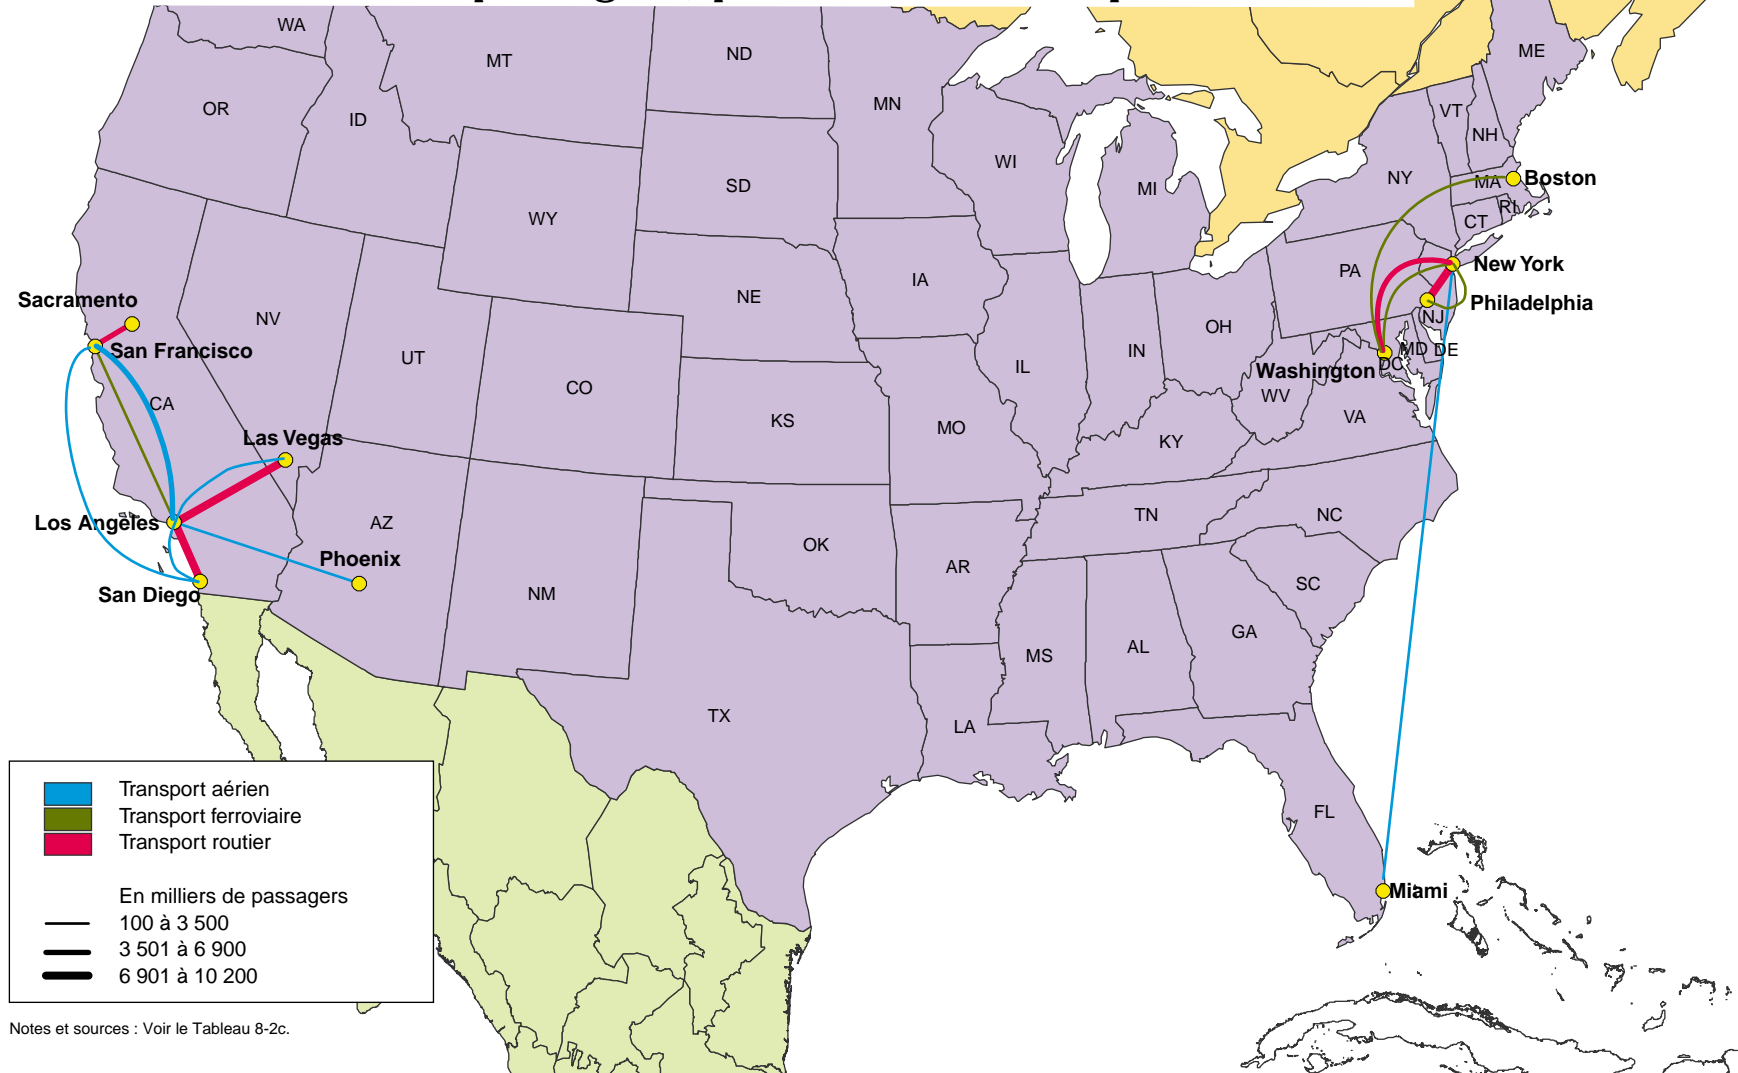 WA
MT
ND
MN
ME
OR
ID
VT
NH
WI
SD
MI
NY
MA
Boston
WY
RI
CT
IA
PA
New York
Sacramento
NE
Philadelphia
NV
OH
NJ
San Francisco
UT
IN
MD
DE
IL
Washington
DC
CO
WV
CA
KS
MO
KY
VA
Las Vegas
Los Angeles
AZ
TN
NC
Phoenix
OK
AR
SC
San Diego
NM
GA
MS
AL
TX
LA
FL
Miami
Transport aérien
Transport ferroviaire
Transport routier
En milliers de passagers
100 à 3 500
3 501 à 6 900
6 901 à 10 200
Notes et sources : Voir le Tableau 8-2c.